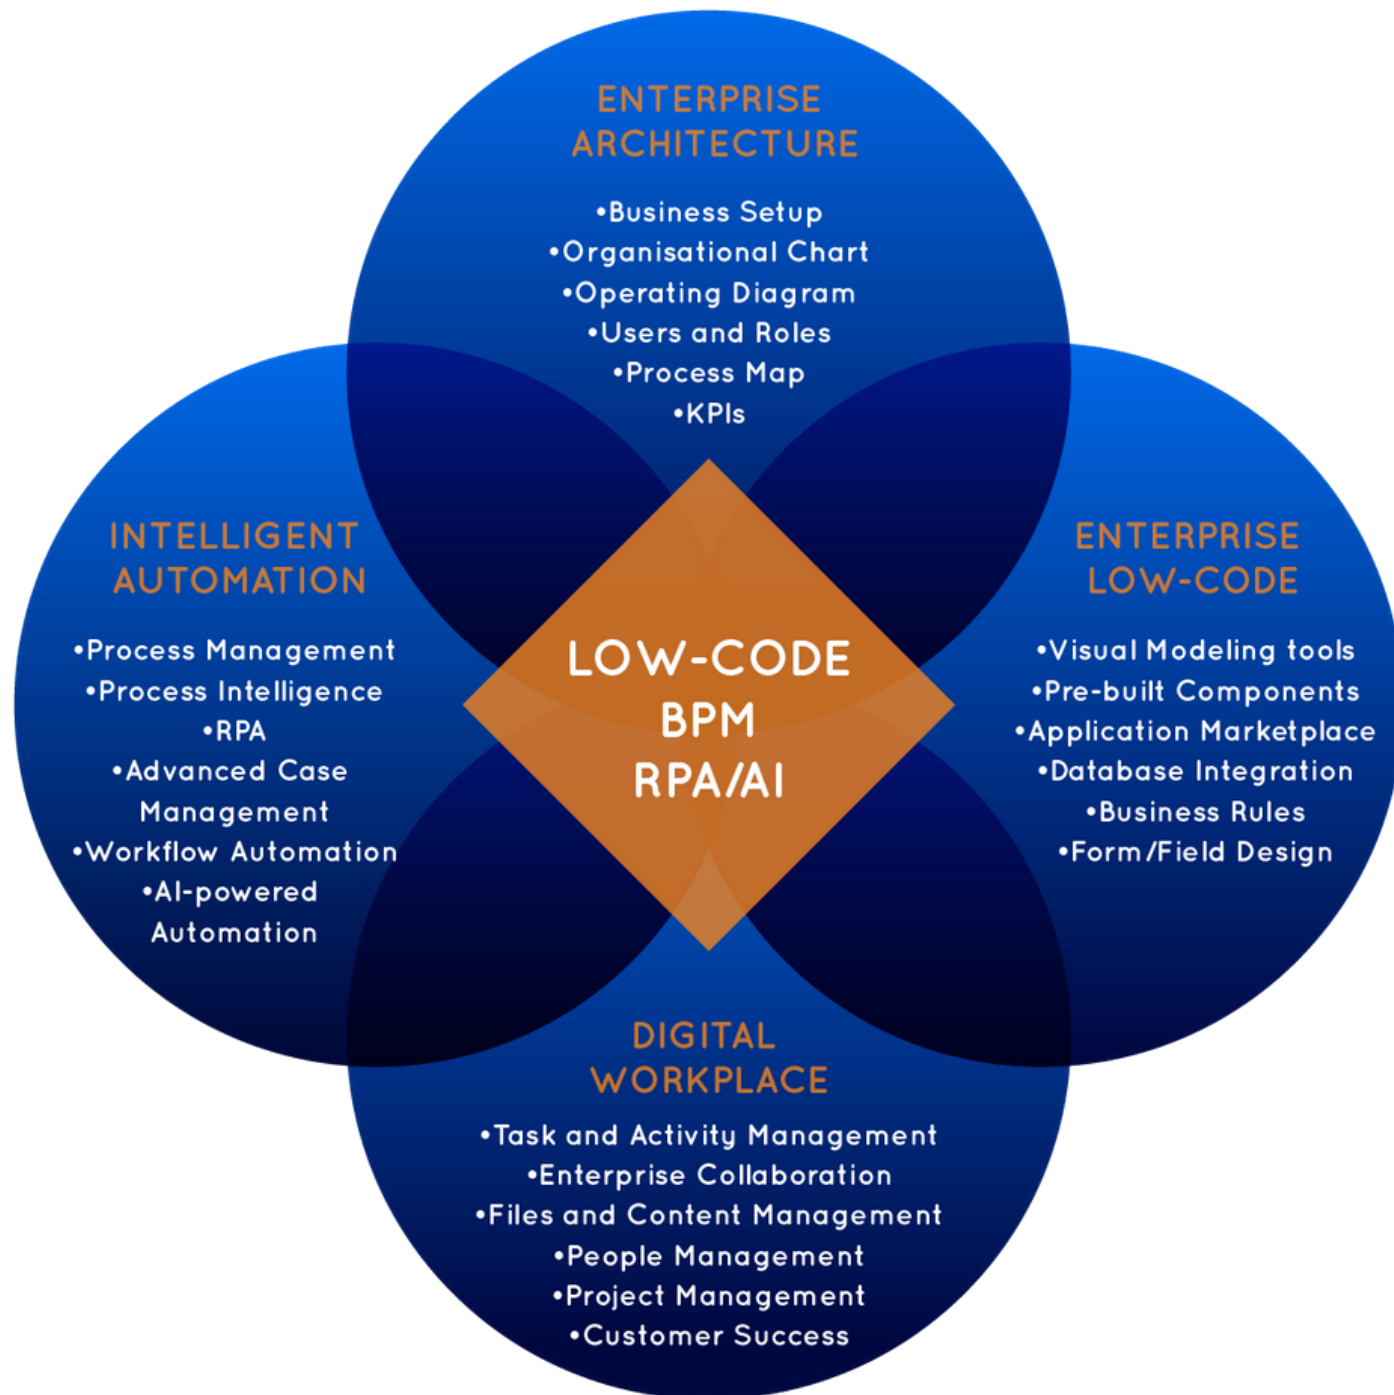 ENTERPRISE
ARCHITECTURE
•Business Setup
•Organisational Chart
•Operating Diagram
•Users and Roles
•Process Map
•KPIs
INTELLIGENT
AUTOMATION
•Process Management
•Process Intelligence
•RPA
•Advanced Case
Management
•Workflow Automation
•AI-powered
Automation
LOW-CODE
BPM
RPA/AI
ENTERPRISE
LOW-CODE
•Visual Modeling tools
•Pre-built Components
•Application Marketplace
•Database Integration
•Business Rules
•Form/Field Design
DIGITAL
WORKPLACE
•Task and Activity Management
•Enterprise Collaboration
•Files and Content Management
•People Management
•Project Management
•Customer Success